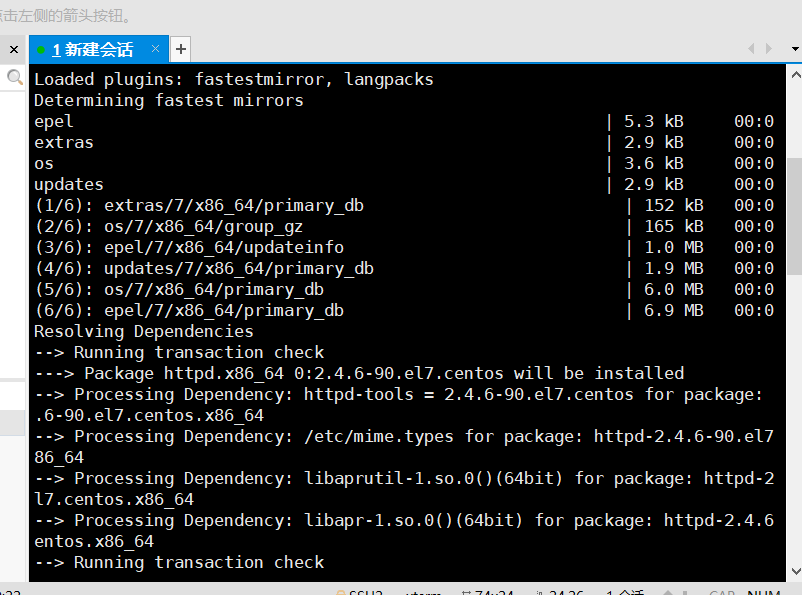 点击左侧的箭头按钮。
1 新建会话
Loaded plugins: fastestmirror, langpacks
Determining fastest mirrors
epel | 5.3 kB 00:0
extras | 2.9 kB 00:0
os | 3.6 kB 00:0
updates | 2.9 kB 00:0
(1/6): extras/7/x86_64/primary_db | 152 kB 00:0
(2/6): os/7/x86_64/group_gz | 165 kB 00:0
(3/6): epel/7/x86_64/updateinfo | 1.0 MB 00:0
(4/6): updates/7/x86_64/primary_db | 1.9 MB 00:0
(5/6): os/7/x86_64/primary_db | 6.0 MB 00:0
(6/6): epel/7/x86_64/primary_db | 6.9 MB 00:0
Resolving Dependencies
--> Running transaction check
---> Package httpd.x86_64 0:2.4.6-90.el7.centos will be installed
--> Processing Dependency: httpd-tools = 2.4.6-90.el7.centos for package:
.6-90.el7.centos.x86_64
--> Processing Dependency: /etc/mime.types for package: httpd-2.4.6-90.el7
86_64
--> Processing Dependency: libaprutil-1.so.0()(64bit) for package: httpd-2
l7.centos.x86_64
--> Processing Dependency: libapr-1.so.0()(64bit) for package: httpd-2.4.6
entos.x86_64
--> Running transaction check
SSH2 xterm 74x24 24,26 1 会话 CAP NUM